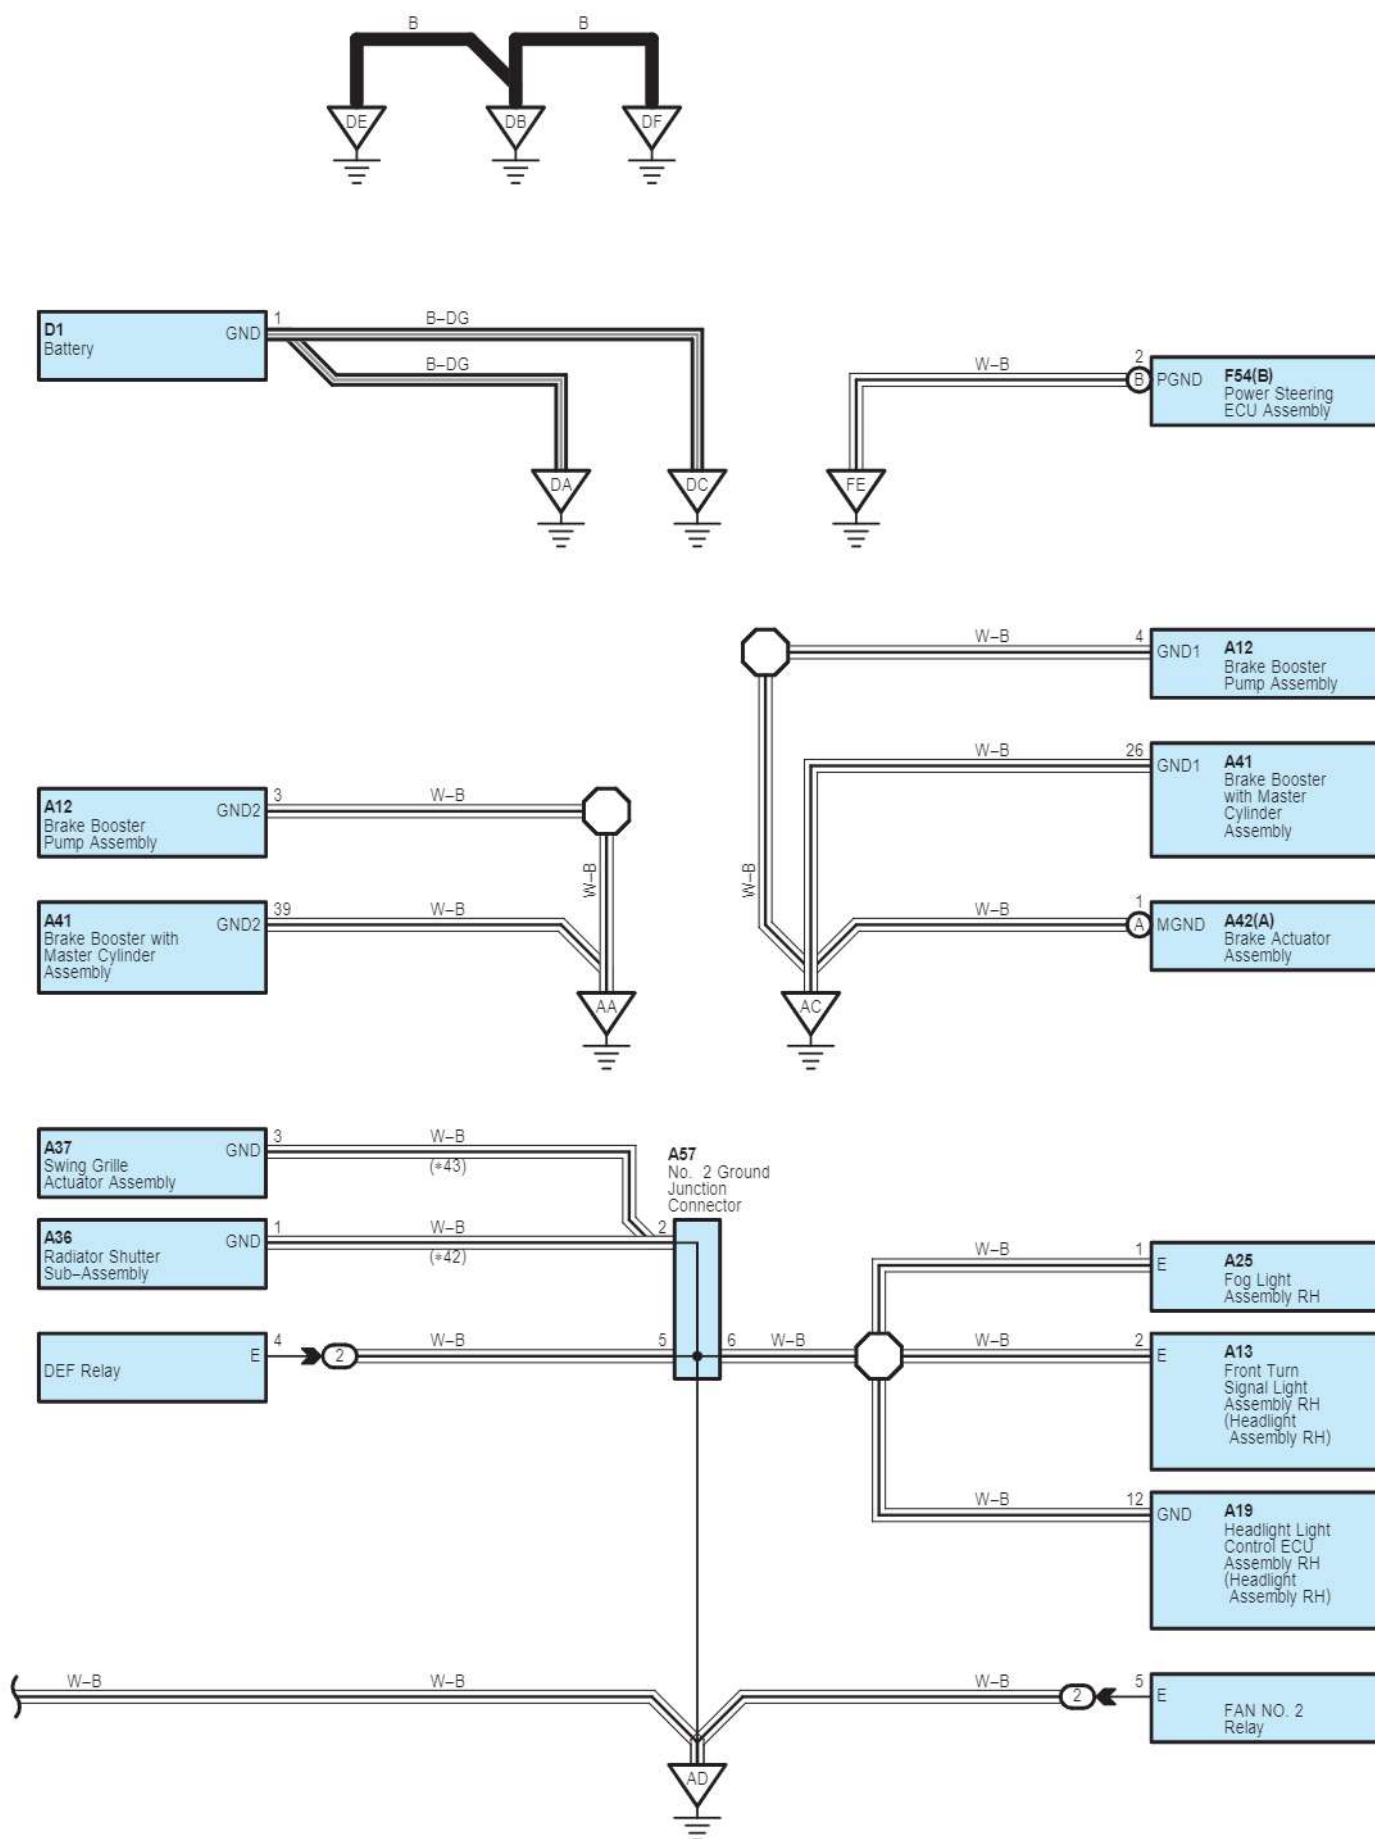 B B
DE DB DF
D1
Battery
GND
1
B–DG
B–DG
DA DC
W–B
2
B
PGND
F54(B)
Power Steering
ECU Assembly
FE
W–B
4
GND1
A12
Brake Booster
Pump Assembly
W–B
26
GND1
A41
Brake Booster
with Master
Cylinder
Assembly
A12
Brake Booster
Pump Assembly
GND2
3
W–B
W–B
W–B
A41
Brake Booster with
Master Cylinder
Assembly
GND2
39
W–B
W–B
1
A
MGND
A42(A)
Brake Actuator
Assembly
AA AC
A37
Swing Grille
Actuator Assembly
GND
3
W–B
(*43)
A57
No. 2 Ground
Junction
Connector
A36
Radiator Shutter
Sub–Assembly
GND
1
W–B
(*42)
2
W–B
1
E
A25
Fog Light
Assembly RH
DEF Relay
E
4
2
W–B
5
6
W–B
W–B
2
E
A13
Front Turn
Signal Light
Assembly RH
(Headlight
Assembly RH)
W–B
12
GND
A19
Headlight Light
Control ECU
Assembly RH
(Headlight
Assembly RH)
W–B
W–B
W–B
2
5
E
FAN NO. 2
Relay
AD